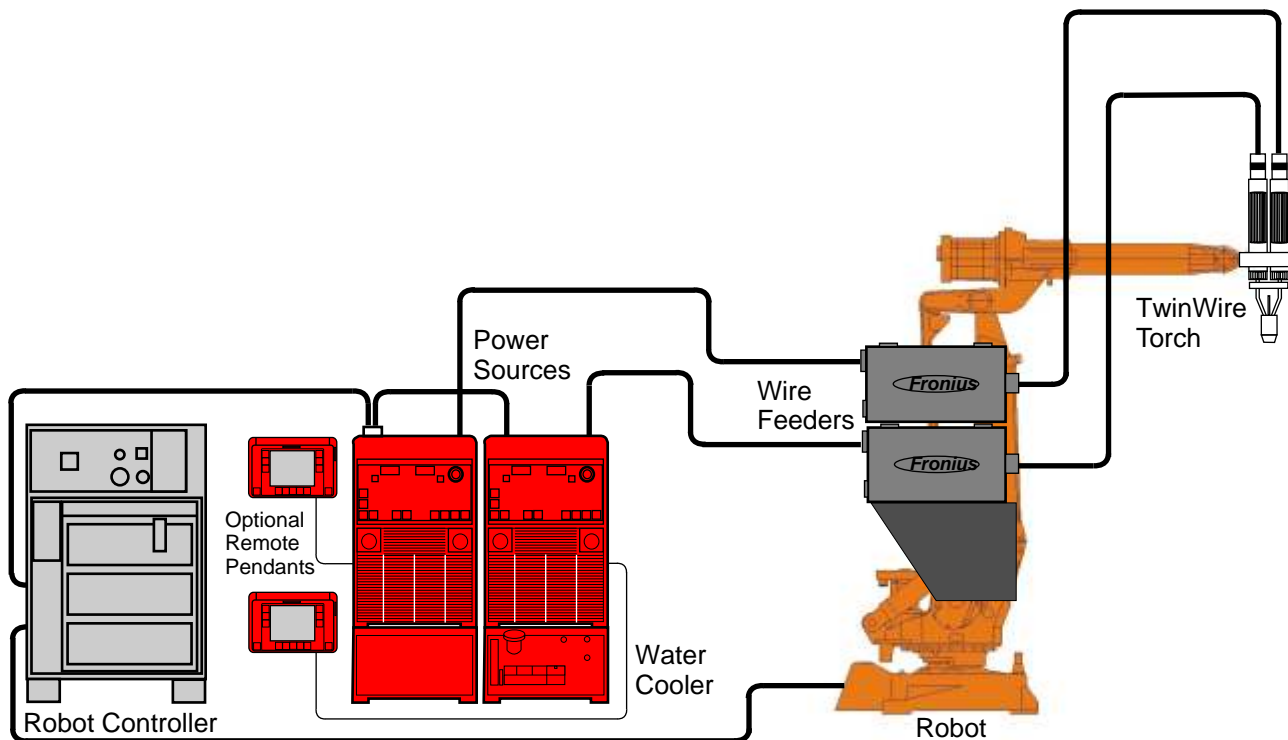 TwinWire
Torch
Power
Sources
Wire
Feeders
Fronius
Fronius
Optional
Remote
Pendants
Water
Cooler
Robot Controller
Robot